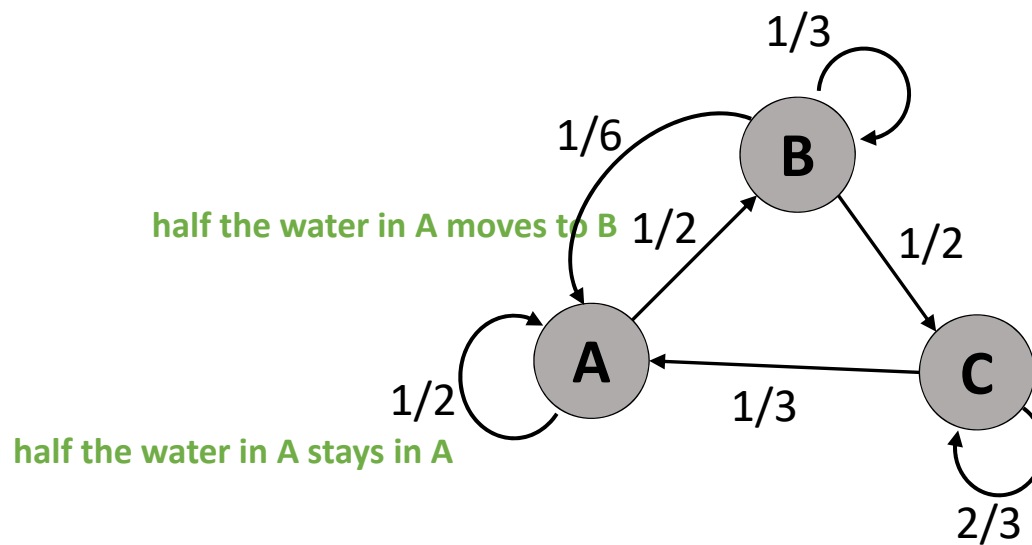 1/3
B
1/6
half the water in A moves to B
1/2
1/2
A
C
1/2
1/3
half the water in A stays in A
2/3